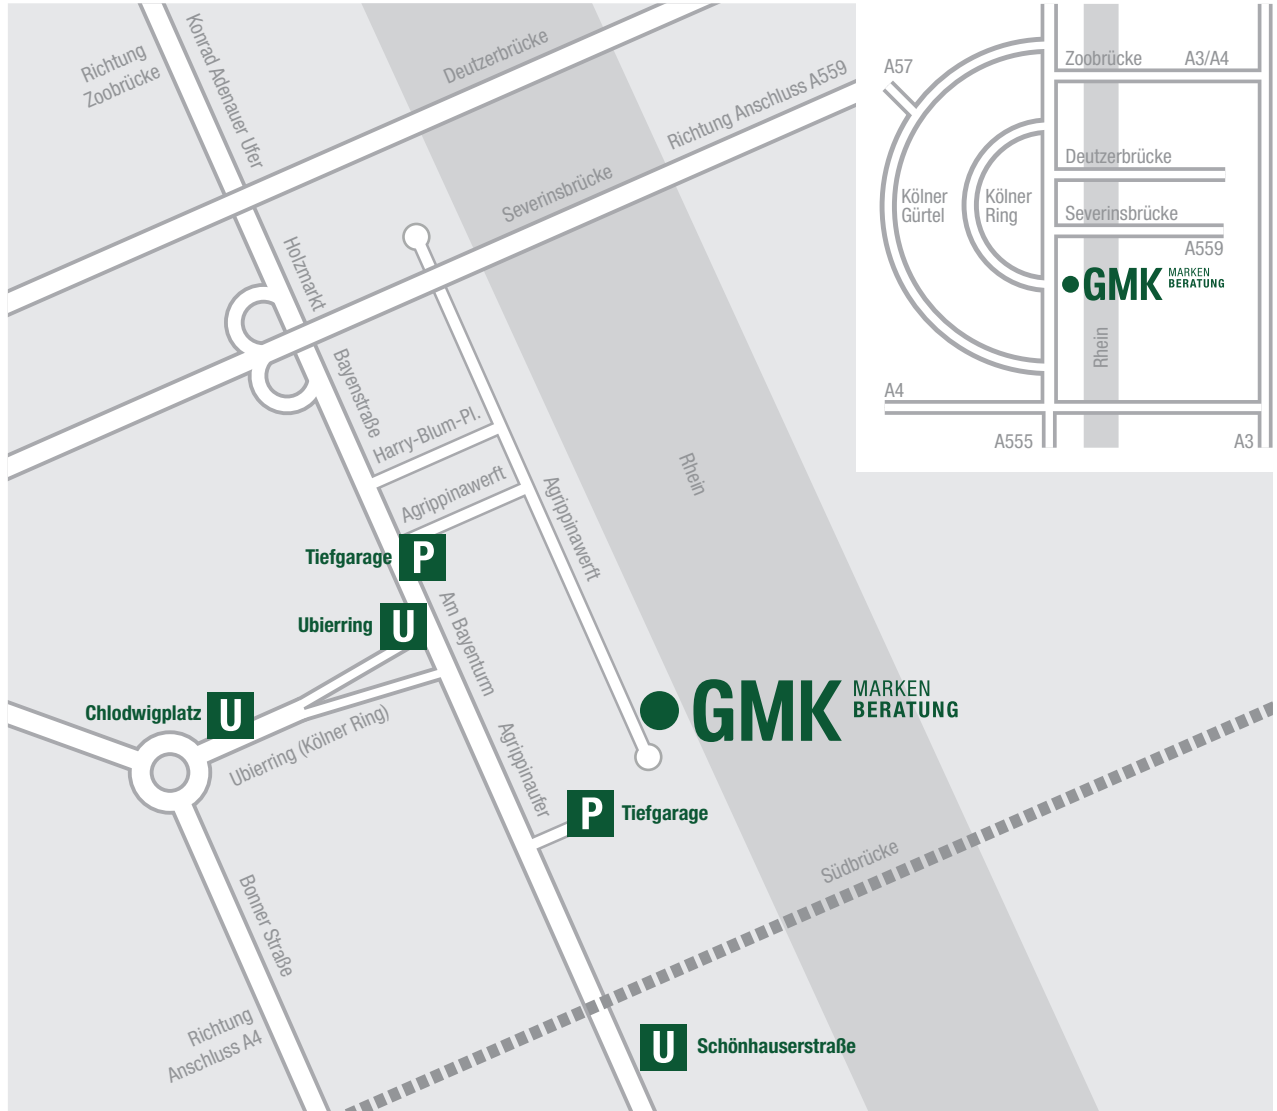 Richtung
Zoobrücke
Konrad Adenauer Ufer
Deutzerbrücke
Richtung Anschluss A559
Severinsbrücke
Holzmarkt
Bayenstraße
Harry-Blum-Pl.
Agrippinawerft
Agrippinawerft
Rhein
Tiefgarage
P
Ubierring
U
Am Bayenturm
Chlodwigplatz
U
Ubierring (Kölner Ring)
GMK
MARKEN
BERATUNG
Agrippinaufer
P
Tiefgarage
Südbrücke
Bonner Straße
Richtung
Anschluss A4
U
Schönhauserstraße
A57
Zoobrücke
A3/A4
Deutzerbrücke
Kölner
Gürtel
Kölner
Ring
Severinsbrücke
A559
GMK
MARKEN
BERATUNG
Rhein
A4
A555
A3